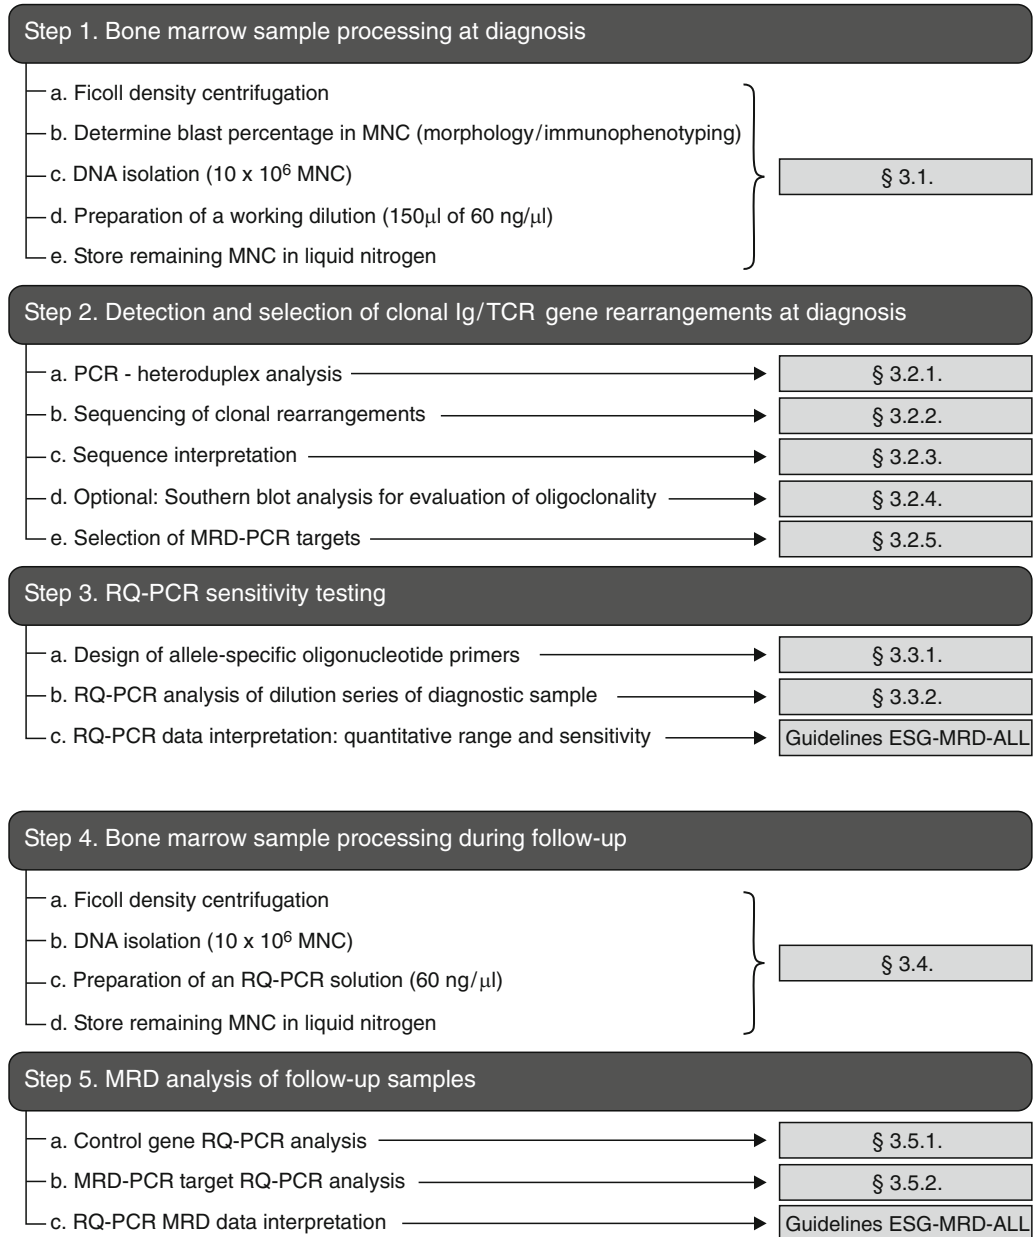 Step 1. Bone marrow sample processing at diagnosis
a. Ficoll density centrifugation
b. Determine blast percentage in MNC (morphology/immunophenotyping)
c. DNA isolation (10 x 10⁶ MNC)
d. Preparation of a working dilution (150µl of 60 ng/µl)
e. Store remaining MNC in liquid nitrogen
§ 3.1.
Step 2. Detection and selection of clonal Ig/TCR gene rearrangements at diagnosis
a. PCR - heteroduplex analysis § 3.2.1.
b. Sequencing of clonal rearrangements § 3.2.2.
c. Sequence interpretation § 3.2.3.
d. Optional: Southern blot analysis for evaluation of oligoclonality § 3.2.4.
e. Selection of MRD-PCR targets § 3.2.5.
Step 3. RQ-PCR sensitivity testing
a. Design of allele-specific oligonucleotide primers § 3.3.1.
b. RQ-PCR analysis of dilution series of diagnostic sample § 3.3.2.
c. RQ-PCR data interpretation: quantitative range and sensitivity Guidelines ESG-MRD-ALL
Step 4. Bone marrow sample processing during follow-up
a. Ficoll density centrifugation
b. DNA isolation (10 x 10⁶ MNC)
c. Preparation of an RQ-PCR solution (60 ng/µl)
d. Store remaining MNC in liquid nitrogen
§ 3.4.
Step 5. MRD analysis of follow-up samples
a. Control gene RQ-PCR analysis § 3.5.1.
b. MRD-PCR target RQ-PCR analysis § 3.5.2.
c. RQ-PCR MRD data interpretation Guidelines ESG-MRD-ALL